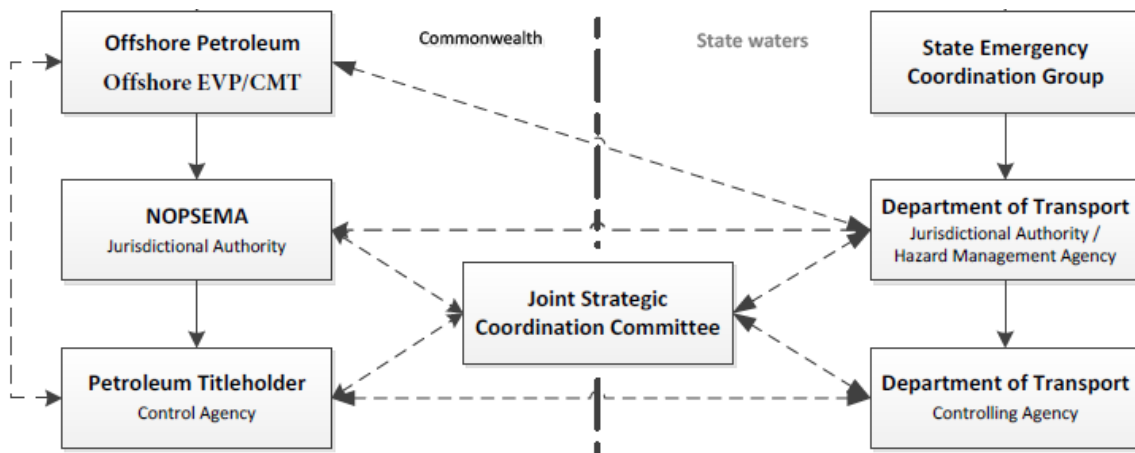 Offshore Petroleum
Offshore EVP/CMT
Commonwealth
State waters
State Emergency
Coordination Group
NOPSEMA
Jurisdictional Authority
Department of Transport
Jurisdictional Authority /
Hazard Management Agency
Joint Strategic
Coordination Committee
Petroleum Titleholder
Control Agency
Department of Transport
Controlling Agency